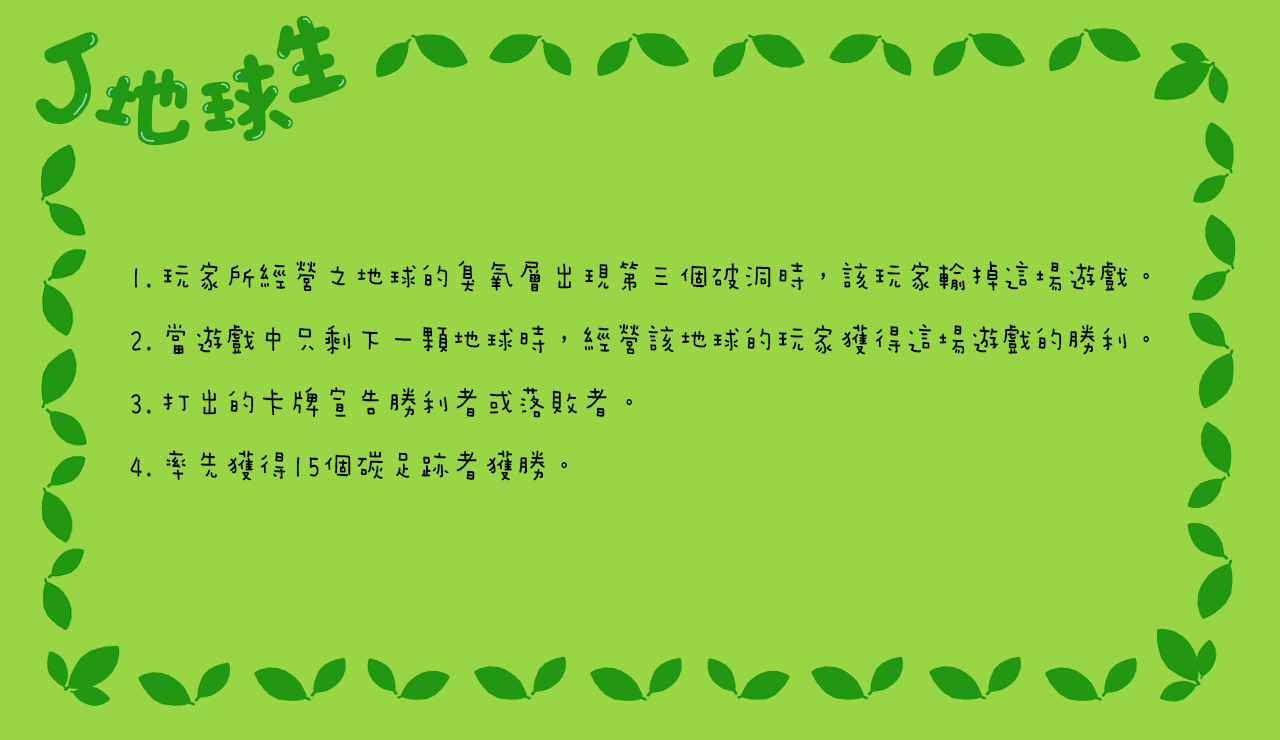 J地球生
1. 玩家所經營之地球的臭氧層出現第三個破洞時，該玩家輸掉這場遊戲。
2. 當遊戲中只剩下一顆地球時，經營該地球的玩家獲得這場遊戲的勝利。
3. 打出的卡牌宣告勝利者或落敗者。
4. 率先獲得15個碳足跡者獲勝。